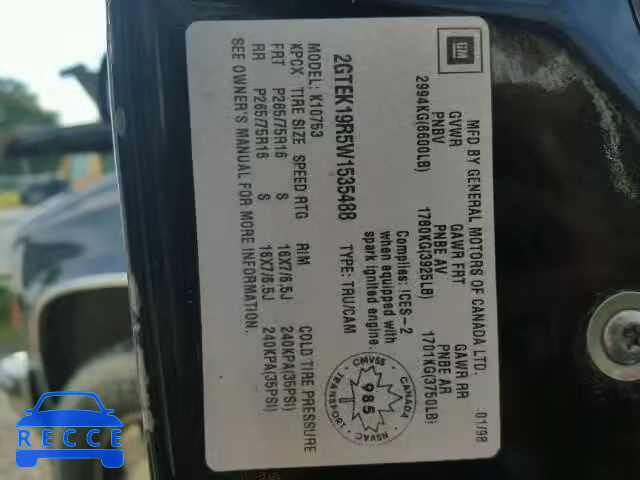 GM
MFD BY GENERAL MOTORS OF CANADA LTD. 01/98
GVWR GAWR FRT GAWR RR
PNBV PNBE AV PNBE AR
2994KG(6600LB) 1780KG(3925LB) 1701KG(3750LB)
Complies: ICES-2
when equipped with
spark ignited engine.
2GTEK19R5W1535488 TYPE: TRU/CAM
CANADA
CMVSS
TRANSPORT
NSVAC
985
MODEL: K10753
KPCX TIRE SIZE SPEED RTG RIM COLD TIRE PRESSURE
FRT P265/75R16 S 16X7/6.5J 240KPA(35PSI)
RR P265/75R16 S 16X7/6.5J 240KPA(35PSI)
SEE OWNER'S MANUAL FOR MORE INFORMATION.
RECCE